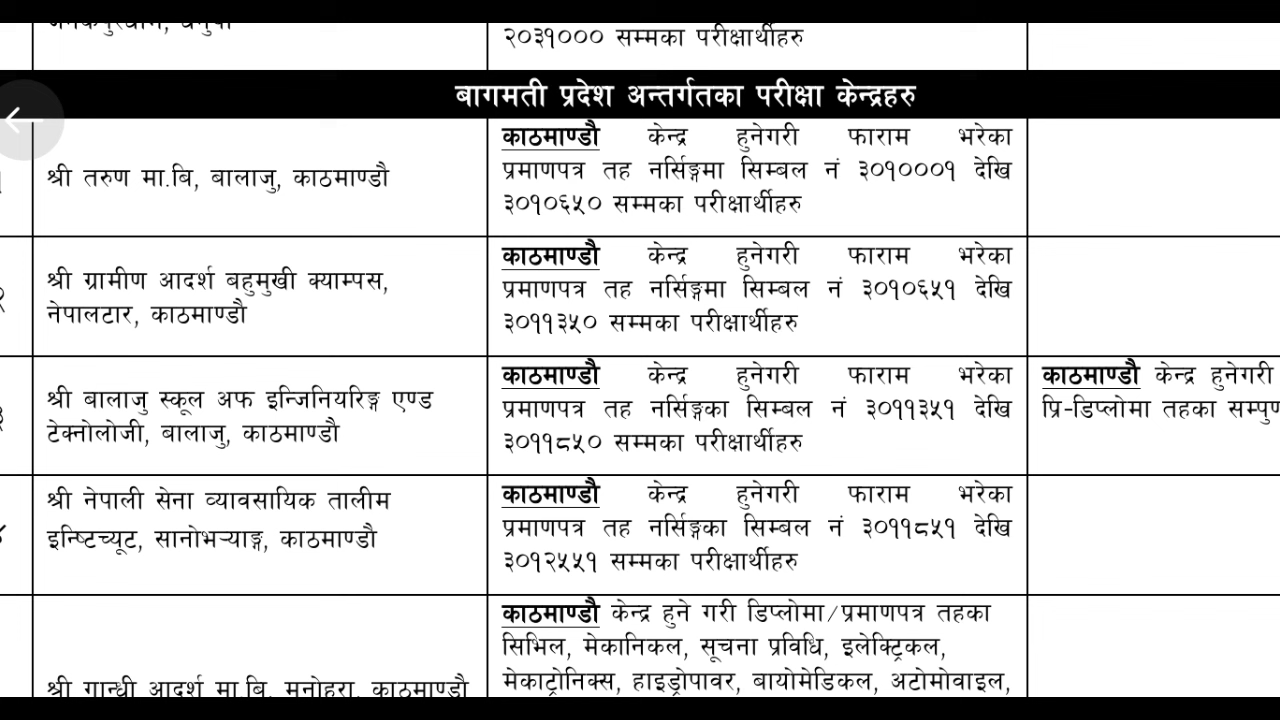 २०३१००० सम्मका परीक्षार्थीहरु
बागमती प्रदेश अन्तर्गतका परीक्षा केन्द्रहरु
श्री तरुण मा.बि, बालाजु, काठमाण्डौ
काठमाण्डौ केन्द्र हुनेगरी फाराम भरेका
प्रमाणपत्र तह नर्सिङ्गमा सिम्बल नं ३०१०००१ देखि
३०१०६५० सम्मका परीक्षार्थीहरु
श्री ग्रामीण आदर्श बहुमुखी क्याम्पस,
नेपालटार, काठमाण्डौ
काठमाण्डौ केन्द्र हुनेगरी फाराम भरेका
प्रमाणपत्र तह नर्सिङ्गमा सिम्बल नं ३०१०६५१ देखि
३०११३५० सम्मका परीक्षार्थीहरु
३
श्री बालाजु स्कूल अफ इन्जिनियरिङ्ग एण्ड
टेक्नोलोजी, बालाजु, काठमाण्डौ
काठमाण्डौ केन्द्र हुनेगरी फाराम भरेका
प्रमाणपत्र तह नर्सिङ्गका सिम्बल नं ३०११३५१ देखि
३०११८५० सम्मका परीक्षार्थीहरु
काठमाण्डौ केन्द्र हुनेगरी
प्रि-डिप्लोमा तहका
श्री नेपाली सेना व्यावसायिक तालीम
इन्ष्टिच्यूट, सानोभर्‍याङ्ग, काठमाण्डौ
काठमाण्डौ केन्द्र हुनेगरी फाराम भरेका
प्रमाणपत्र तह नर्सिङ्गका सिम्बल नं ३०११८५१ देखि
३०१२५५१ सम्मका परीक्षार्थीहरु
श्री गान्धी आदर्श मा.बि. मनोहरा, काठमाण्डौ
काठमाण्डौ केन्द्र हुने गरी डिप्लोमा/प्रमाणपत्र तहका
सिभिल, मेकानिकल, सूचना प्रविधि, इलेक्ट्रिकल,
मेकाट्रोनिक्स, हाइड्रोपावर, बायोमेडिकल, अटोमोवाइल,